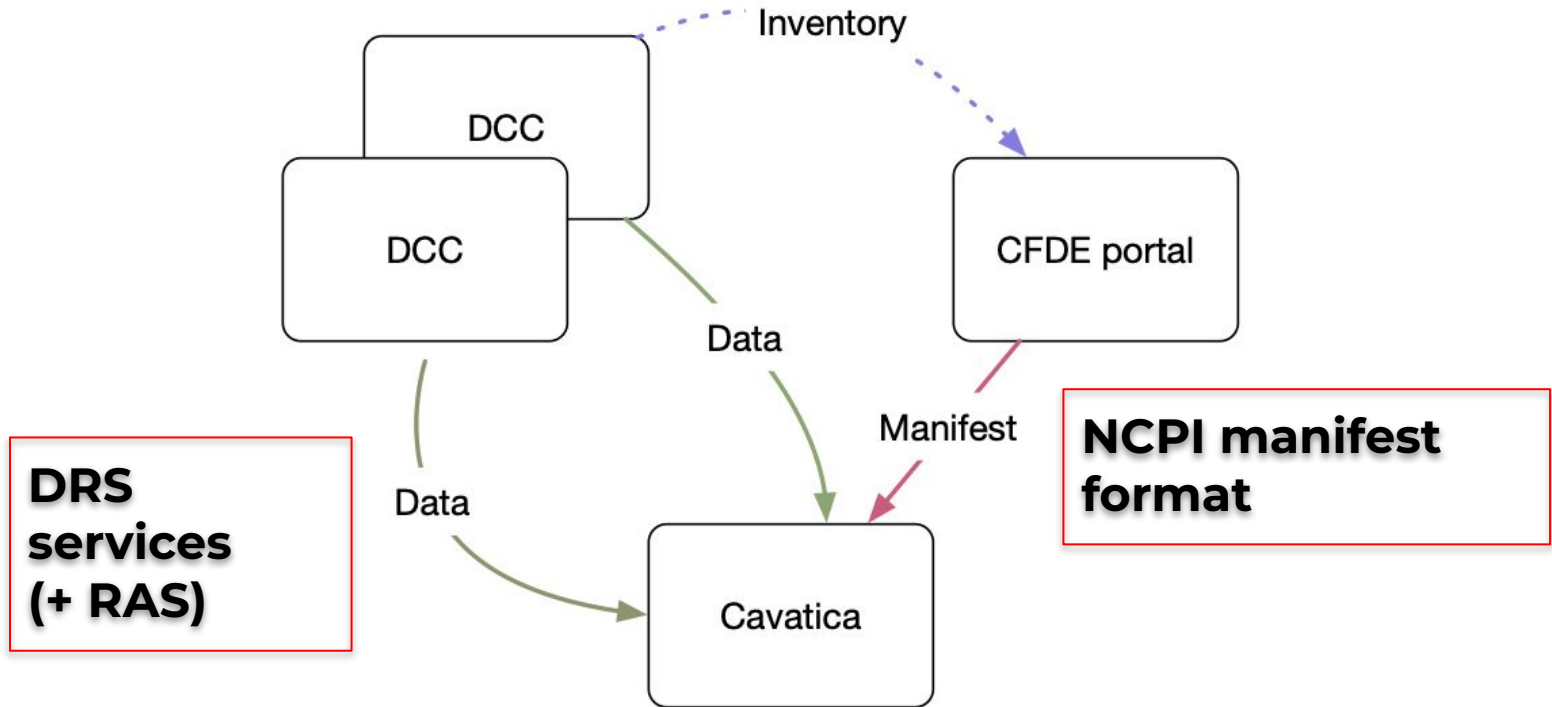 Inventory
DCC
DCC
CFDE portal
Data
Manifest
NCPI manifest
format
DRS
services
(+ RAS)
Data
Cavatica